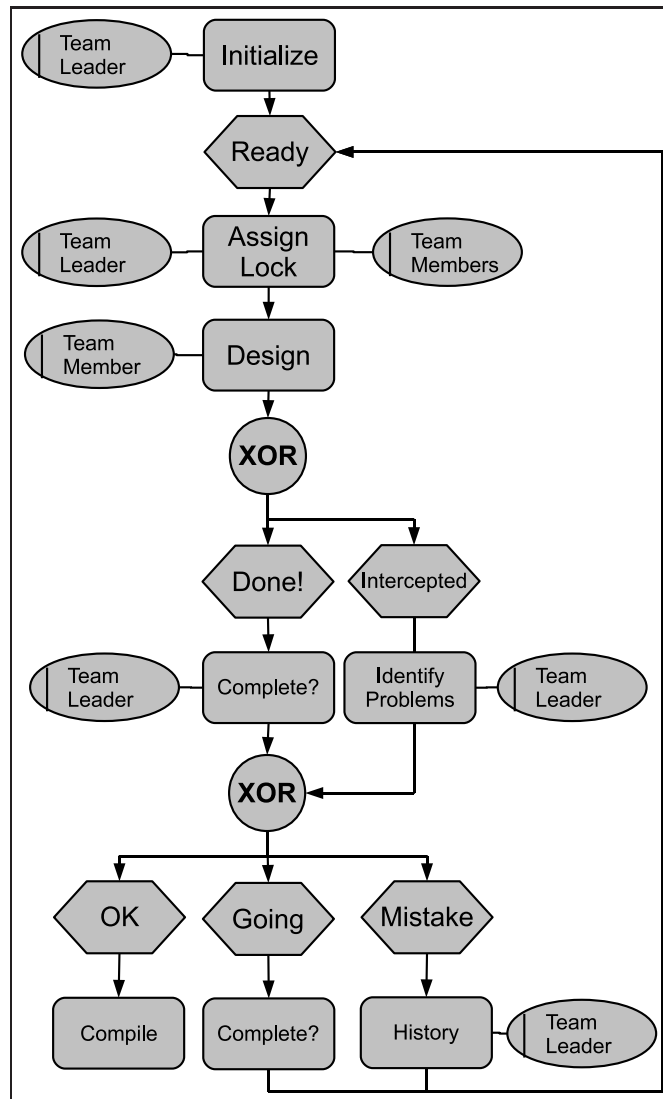 Team
Leader
Initialize
Ready
Team
Leader
Assign
Lock
Team
Members
Team
Member
Design
XOR
Done!
Intercepted
Team
Leader
Complete?
Identify
Problems
Team
Leader
XOR
OK
Going
Mistake
Compile
Complete?
History
Team
Leader